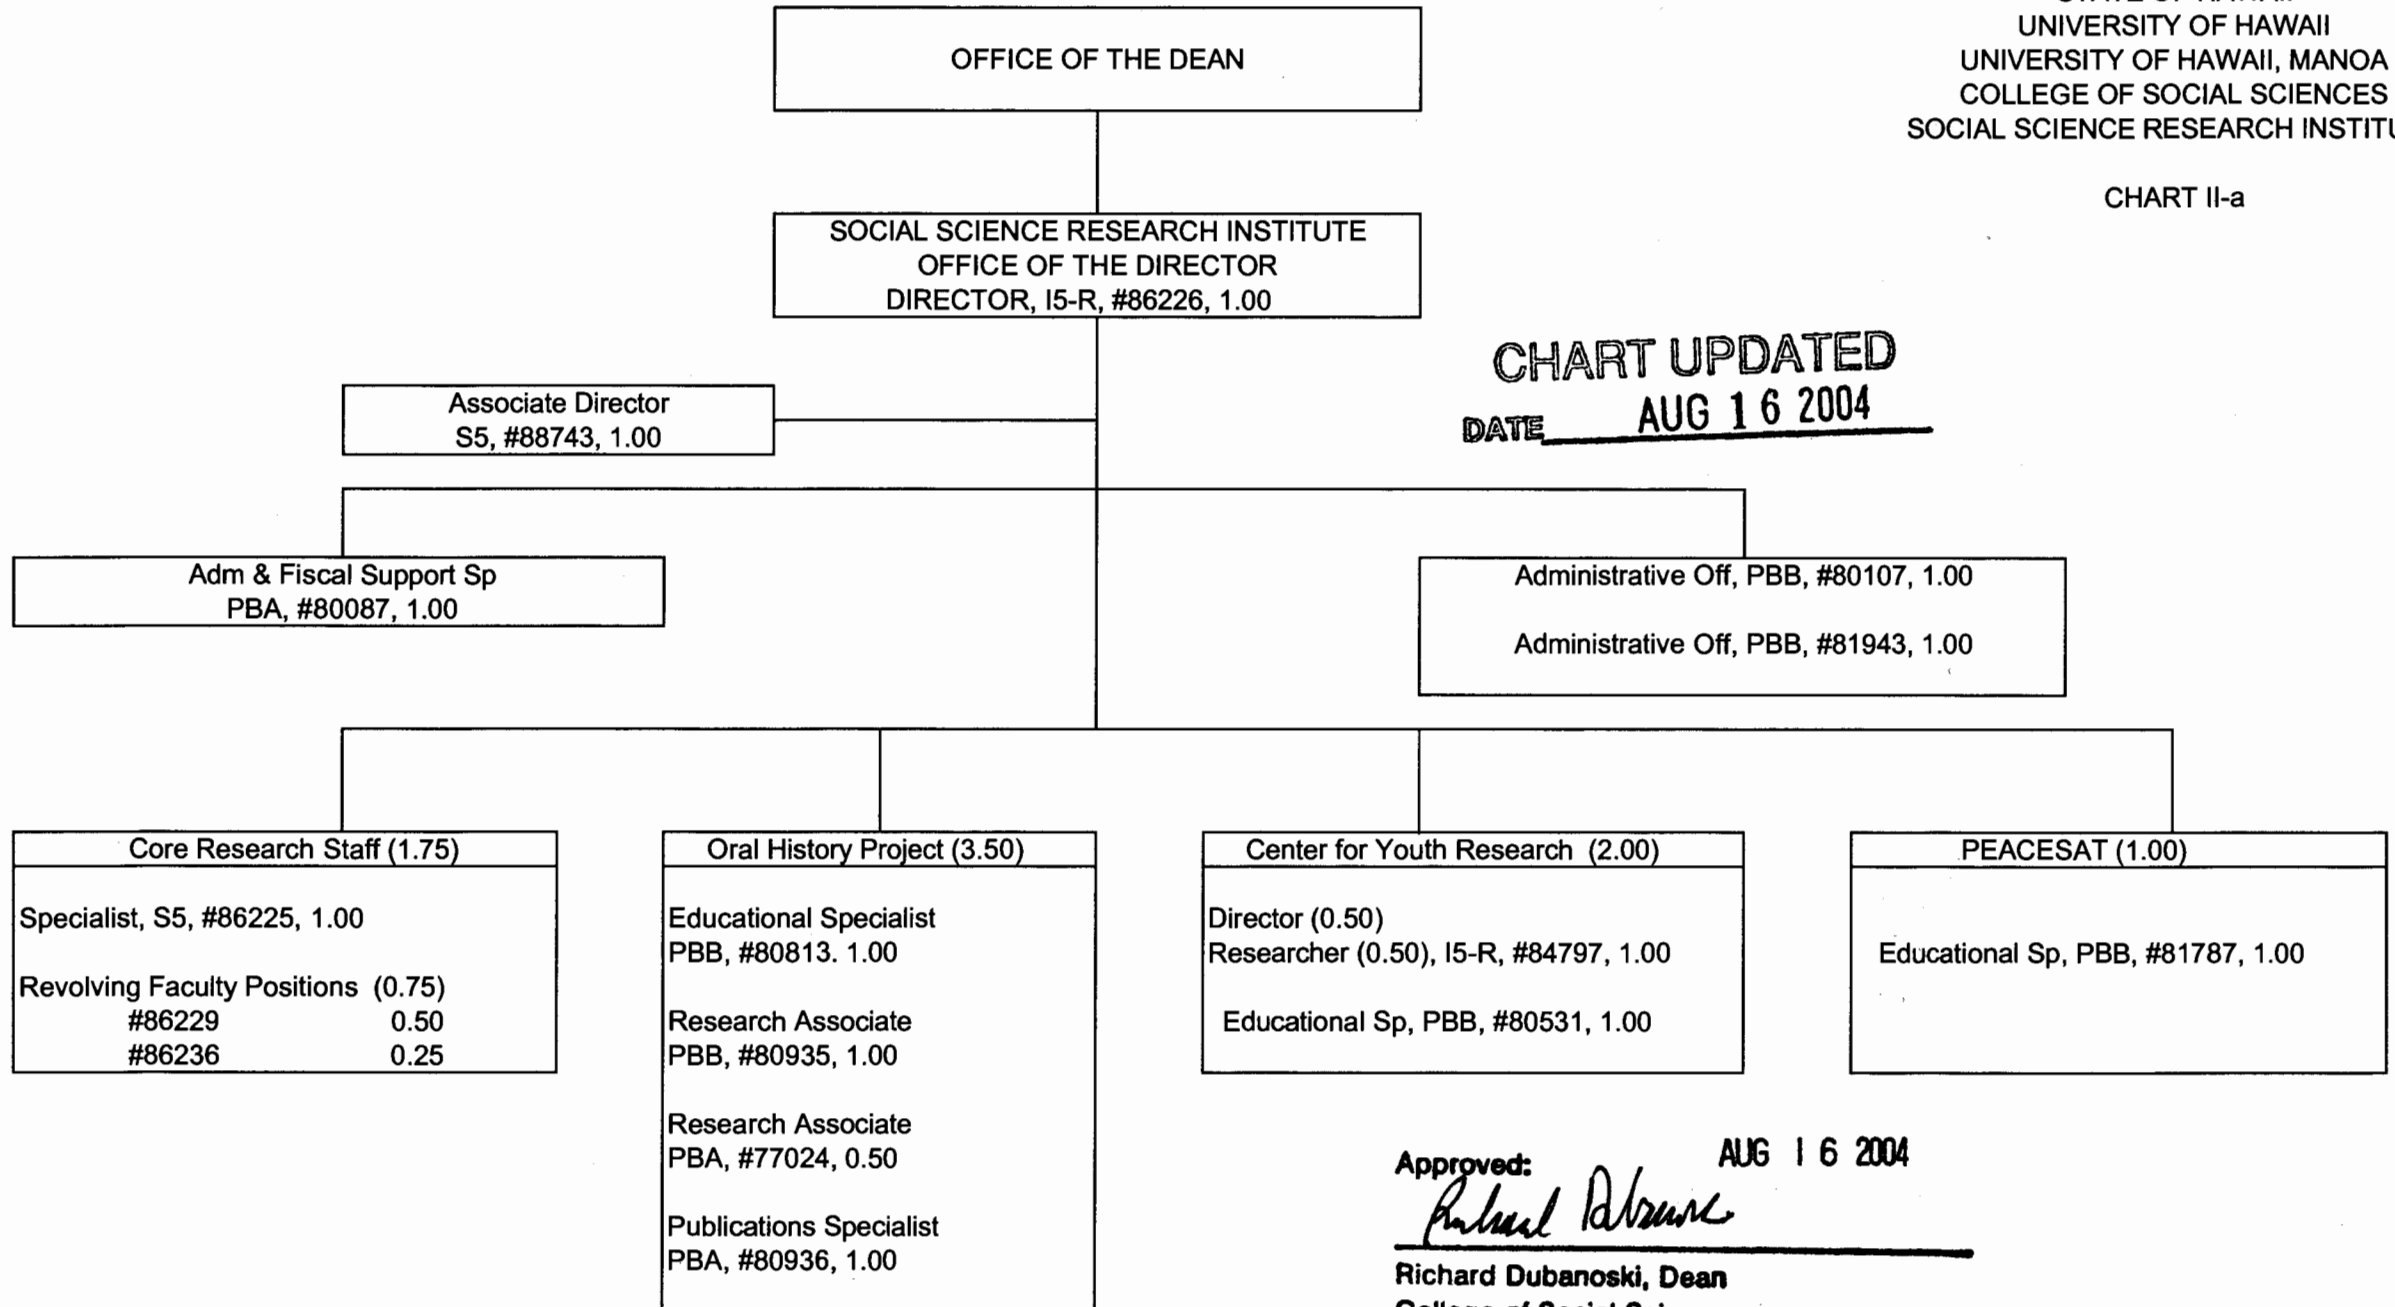 OFFICE OF THE DEAN
UNIVERSITY OF HAWAII
UNIVERSITY OF HAWAII, MANOA
COLLEGE OF SOCIAL SCIENCES
SOCIAL SCIENCE RESEARCH
CHART II-a
SOCIAL SCIENCE RESEARCH INSTITUTE
OFFICE OF THE DIRECTOR
DIRECTOR, I5-R, #86226, 1.00
CHART UPDATED
DATE AUG 16 2004
Associate Director
S5, #88743, 1.00
Adm & Fiscal Support Sp
PBA, #80087, 1.00
Administrative Off, PBB, #80107, 1.00
Administrative Off, PBB, #81943, 1.00
Core Research Staff (1.75)
Specialist, S5, #86225, 1.00
Revolving Faculty Positions (0.75)
#86229 0.50
#86236 0.25
Oral History Project (3.50)
Educational Specialist
PBB, #80813. 1.00
Research Associate
PBB, #80935, 1.00
Research Associate
PBA, #77024, 0.50
Publications Specialist
PBA, #80936, 1.00
Center for Youth Research (2.00)
Director (0.50)
Researcher (0.50), I5-R, #84797, 1.00
Educational Sp, PBB, #80531, 1.00
PEACESAT (1.00)
Educational Sp, PBB, #81787, 1.00
Approved: AUG 16 2004
Richard Dubanoski, Dean